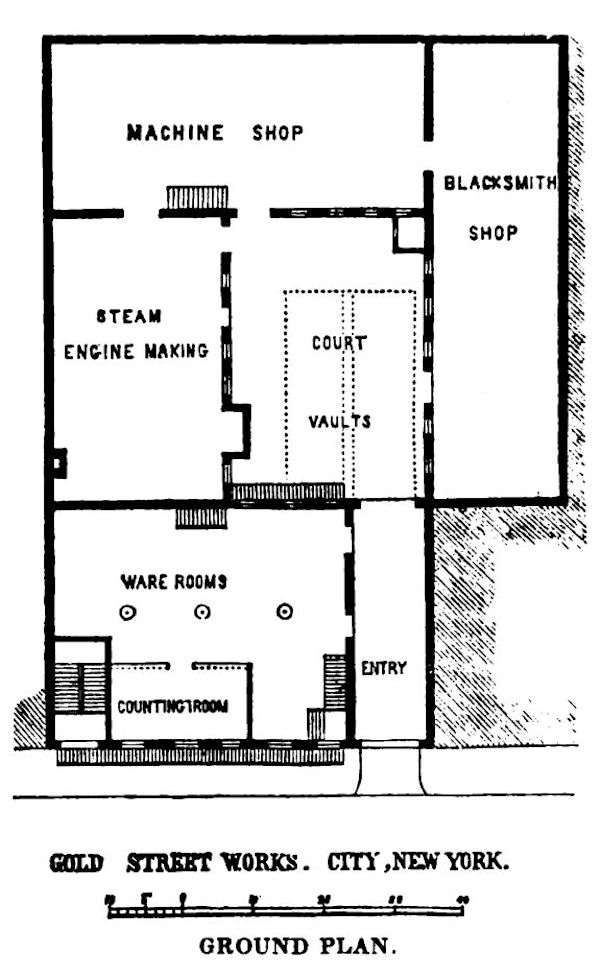 MACHINE SHOP
BLACKSMITH
SHOP
STEAM
ENGINE MAKING
COURT
VAULTS
WARE ROOMS
ENTRY
COUNTING ROOM
GOLD STREET WORKS. CITY, NEW YORK.
GROUND PLAN.